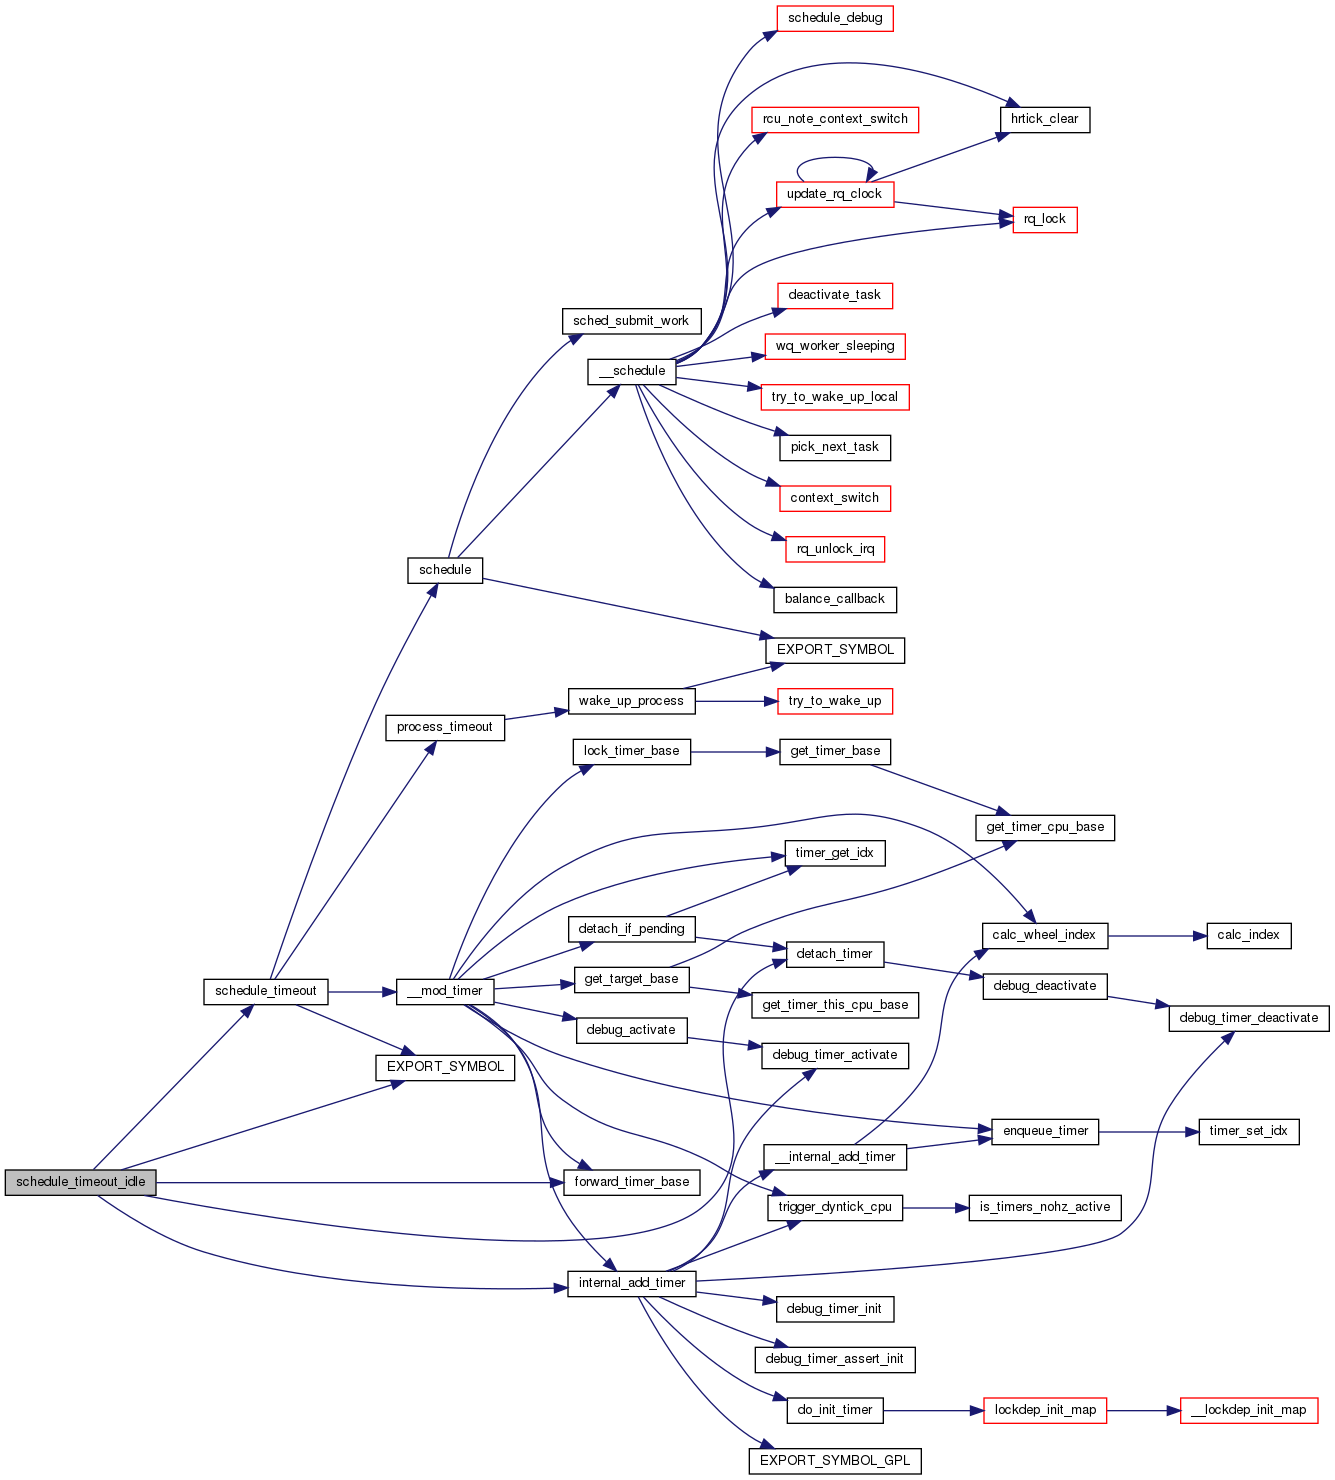 schedule_debug
hrtick_clear
rcu_note_context_switch
update_rq_clock
rq_lock
deactivate_task
sched_submit_work
wq_worker_sleeping
__schedule
try_to_wake_up_local
pick_next_task
context_switch
rq_unlock_irq
schedule
balance_callback
EXPORT_SYMBOL
wake_up_process
try_to_wake_up
process_timeout
lock_timer_base
get_timer_base
get_timer_cpu_base
timer_get_idx
detach_if_pending
calc_wheel_index
calc_index
detach_timer
get_target_base
debug_deactivate
schedule_timeout
__mod_timer
get_timer_this_cpu_base
debug_timer_deactivate
debug_activate
debug_timer_activate
EXPORT_SYMBOL
enqueue_timer
timer_set_idx
__internal_add_timer
schedule_timeout_idle
forward_timer_base
trigger_dyntick_cpu
is_timers_nohz_active
internal_add_timer
debug_timer_init
debug_timer_assert_init
do_init_timer
lockdep_init_map
__lockdep_init_map
EXPORT_SYMBOL_GPL